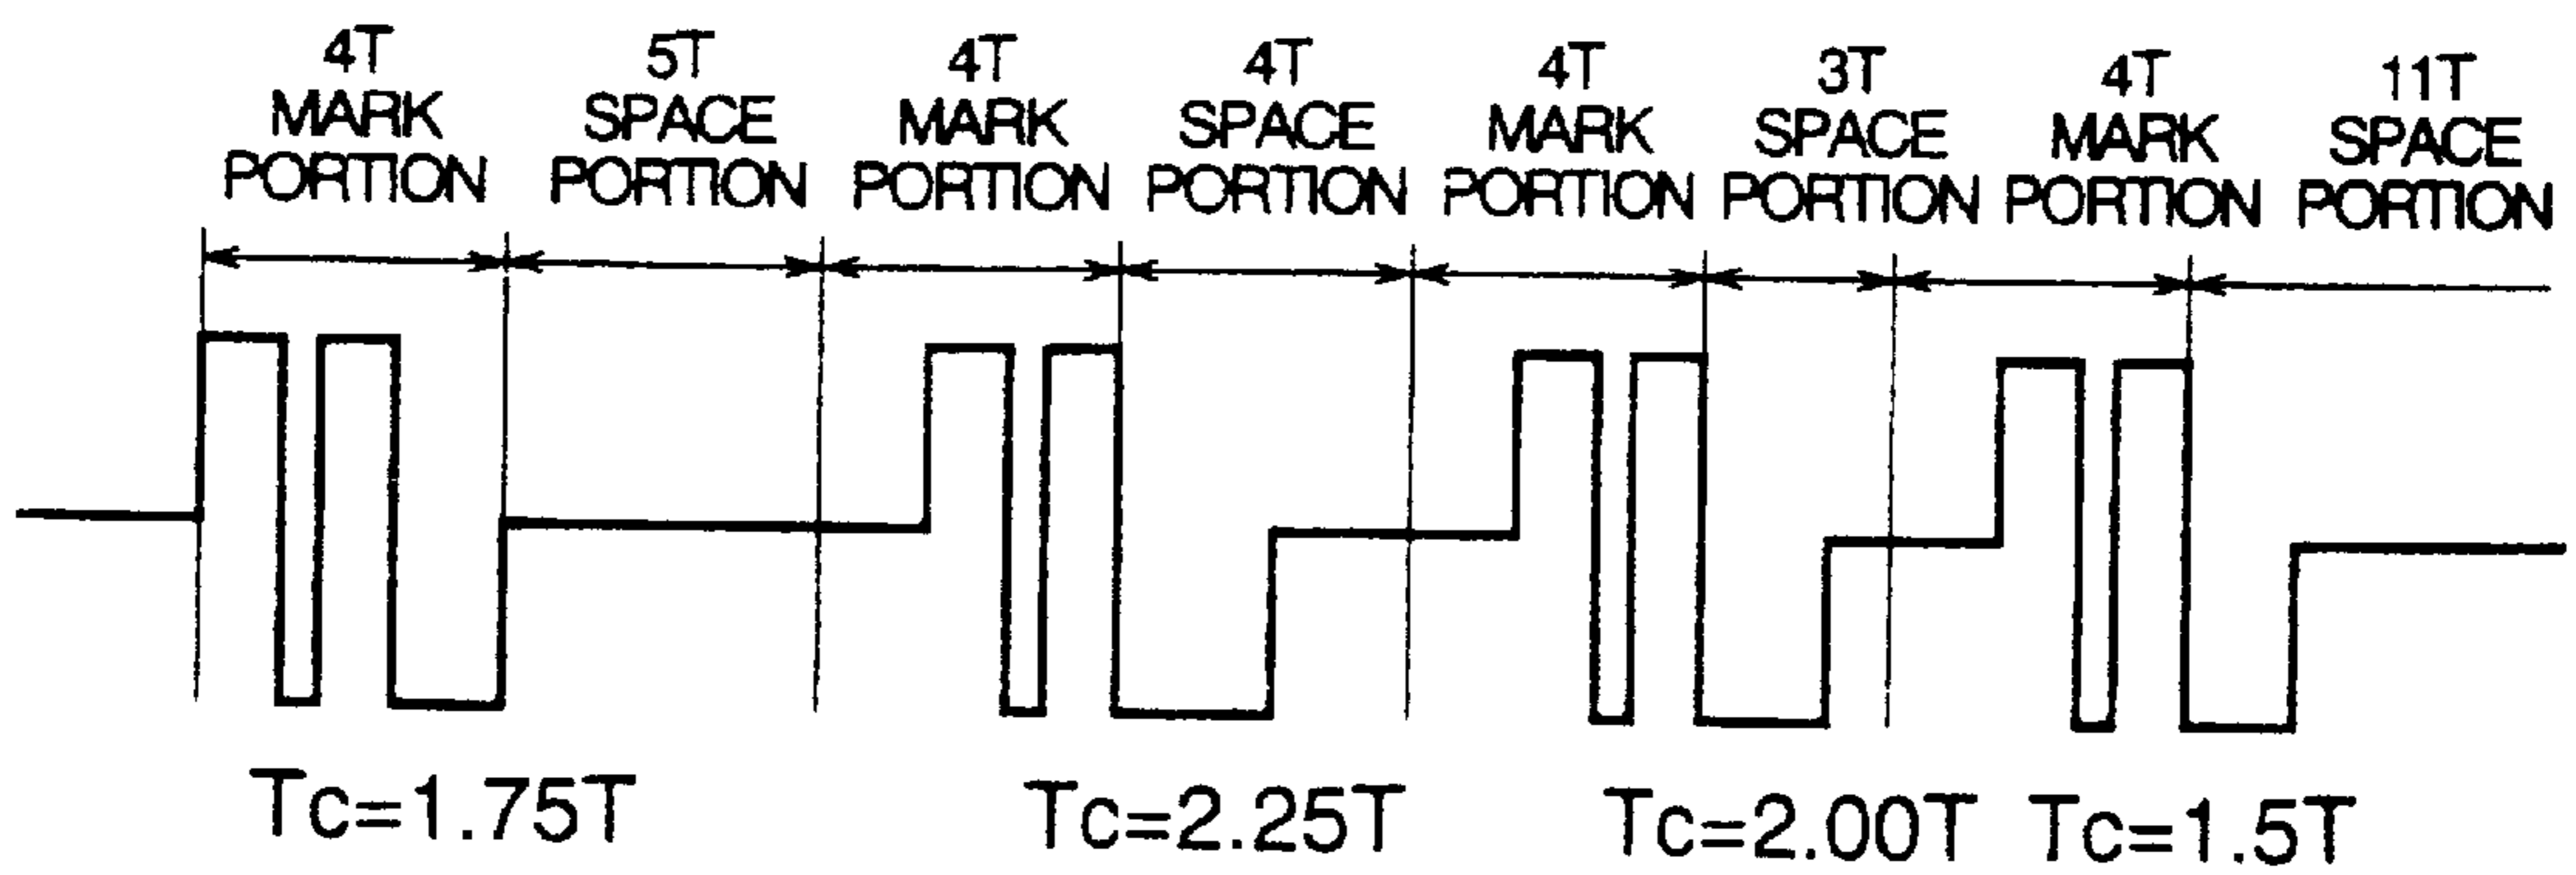 4T
MARK
PORTION
5T
SPACE
PORTION
4T
MARK
PORTION
4T
SPACE
PORTION
4T
MARK
PORTION
3T
SPACE
PORTION
4T
MARK
PORTION
11T
SPACE
PORTION
Tc=1.75T
Tc=2.25T
Tc=2.00T
Tc=1.5T